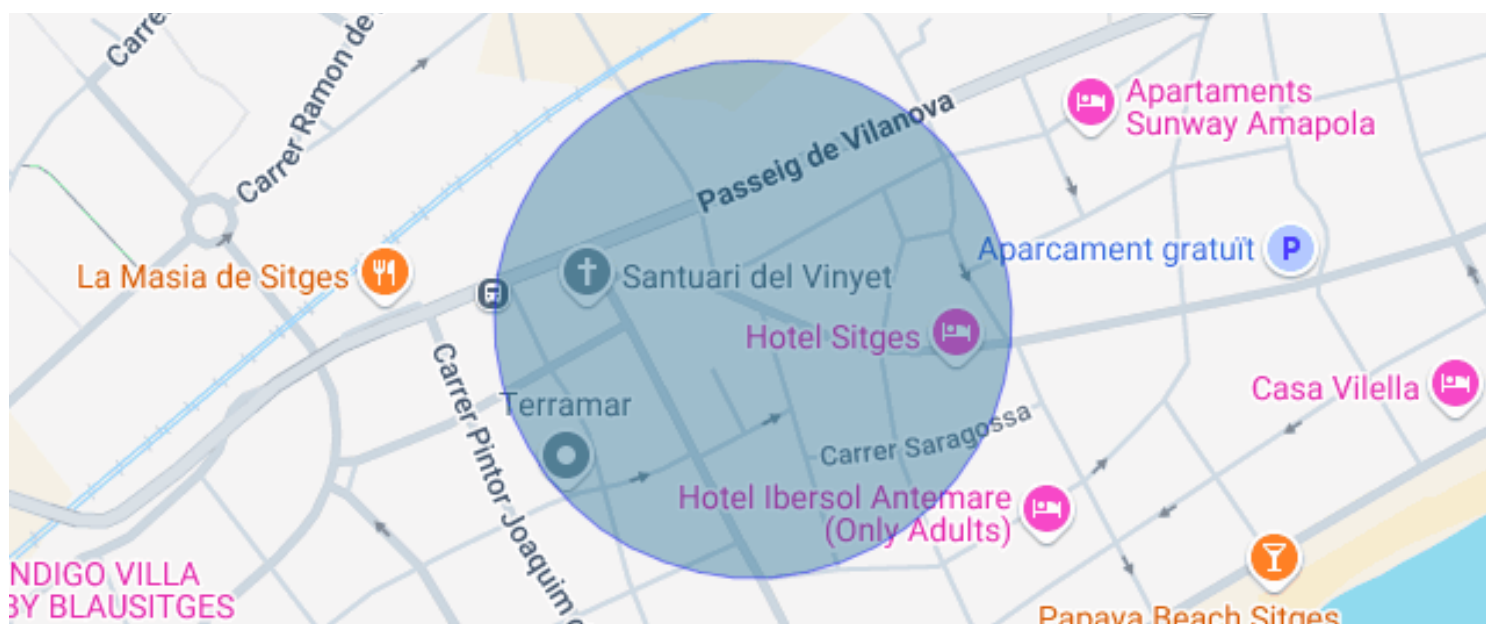 Carre
Carrer Ramon de
Apartaments
Sunway Amapola
Passeig de Vilanova
La Masia de Sitges
Santuari del Vinyet
Aparcament gratuït
P
Hotel Sitges
Casa Vilella
Terramar
Carrer Pintor Joaquim
Carrer Saragossa
Hotel Ibersol Antemare
(Only Adults)
NDIGO VILLA
BY BLAUSITGES
Papaya Beach Sitges